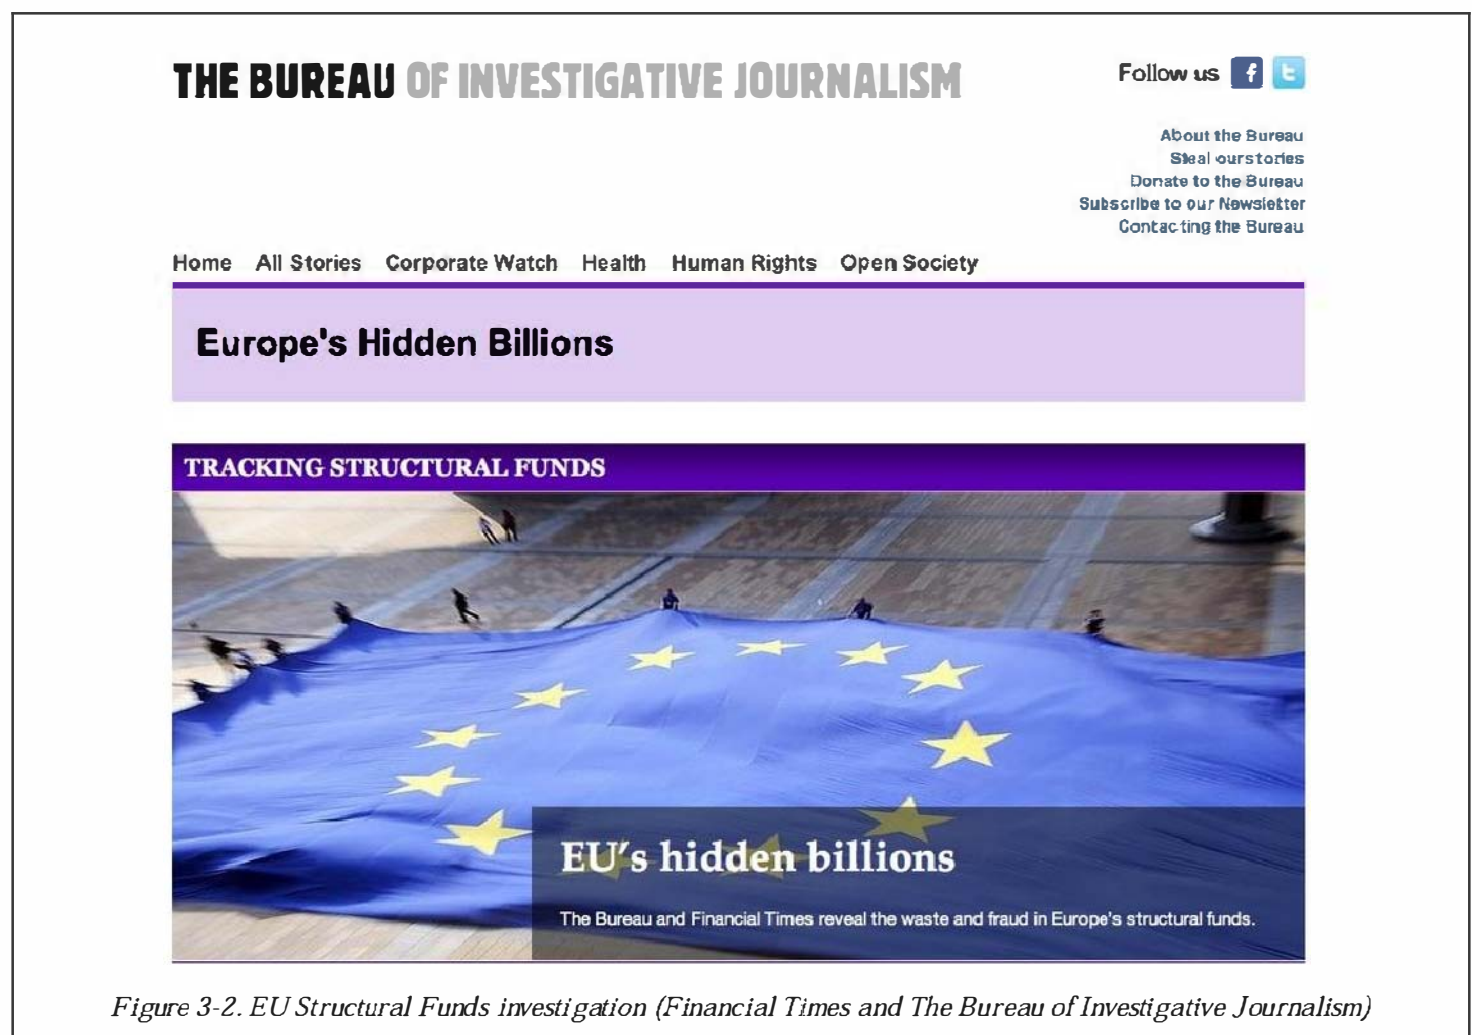 THE BUREAU OF INVESTIGATIVE JOURNALISM
Follow us
About the Bureau
Steal our stories
Donate to the Bureau
Subscribe to our Newsletter
Contacting the Bureau
Home All Stories Corporate Watch Health Human Rights Open Society
Europe's Hidden Billions
TRACKING STRUCTURAL FUNDS
EU's hidden billions
The Bureau and Financial Times reveal the waste and fraud in Europe's structural funds.
Figure 3-2. EU Structural Funds investigation (Financial Times and The Bureau of Investigative Journalism)